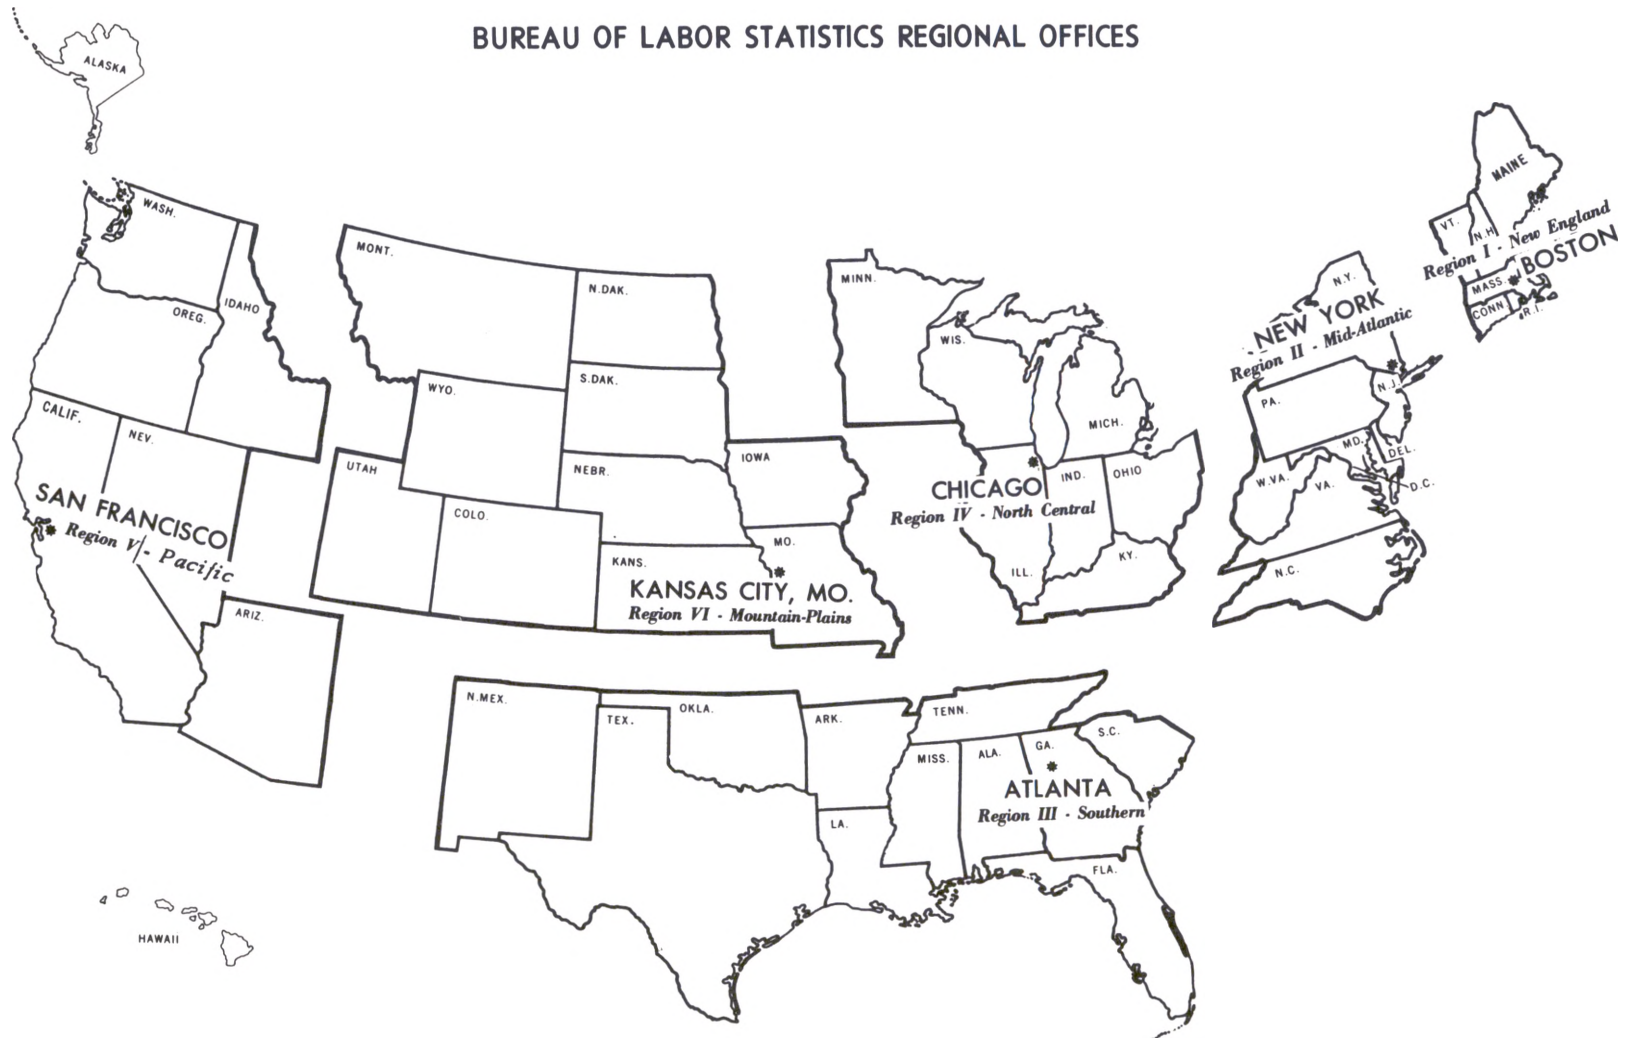 BUREAU OF LABOR STATISTICS REGIONAL OFFICES
ALASKA
WASH.
OREG.
IDAHO
CALIF.
NEV.
SAN FRANCISCO
Region V - Pacific
ARIZ.
HAWAII
MONT.
N.DAK.
S.DAK.
WYO.
NEBR.
IOWA
UTAH
COLO.
KANS.
MO.
KANSAS CITY, MO.
Region VI - Mountain-Plains
MINN.
WIS.
MICH.
IND.
OHIO
CHICAGO
Region IV - North Central
ILL.
KY.
N.MEX.
TEX.
OKLA.
ARK.
LA.
TENN.
MISS.
ALA.
GA.
S.C.
ATLANTA
Region III - Southern
FLA.
N.Y.
NEW YORK
Region II - Mid-Atlantic
PA.
N.J.
MD.
DEL.
W.VA.
VA.
D.C.
N.C.
MAINE
VT.
N.H.
Region I - New England
BOSTON
MASS.
CONN.
R.I.